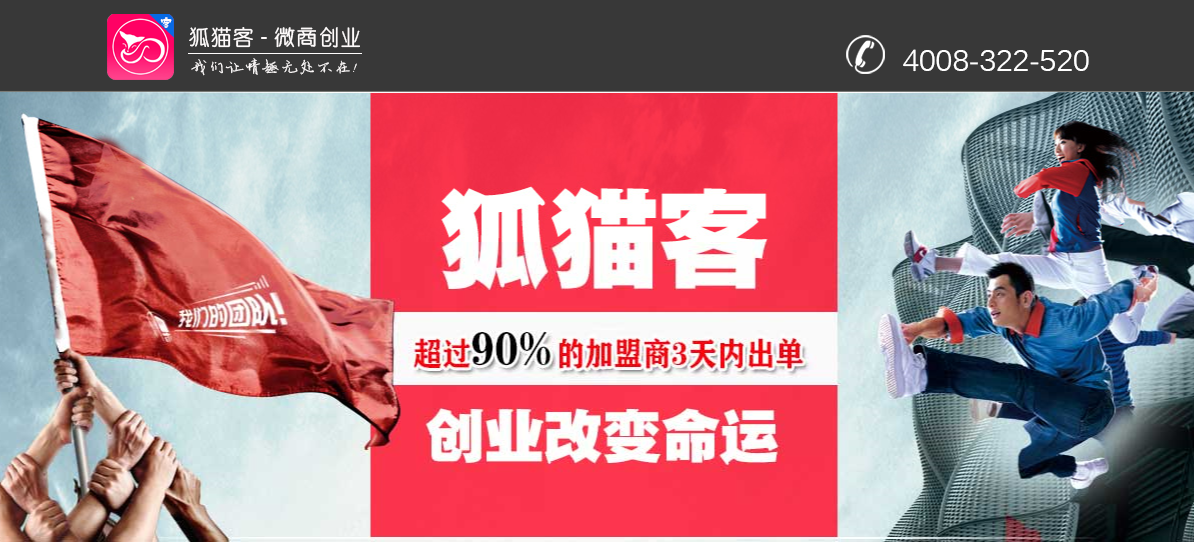 狐猫客 - 微商创业
我们让情趣无处不在!
4008-322-520
我们的团队!
狐猫客
超过90%的加盟商3天内出单
创业改变命运